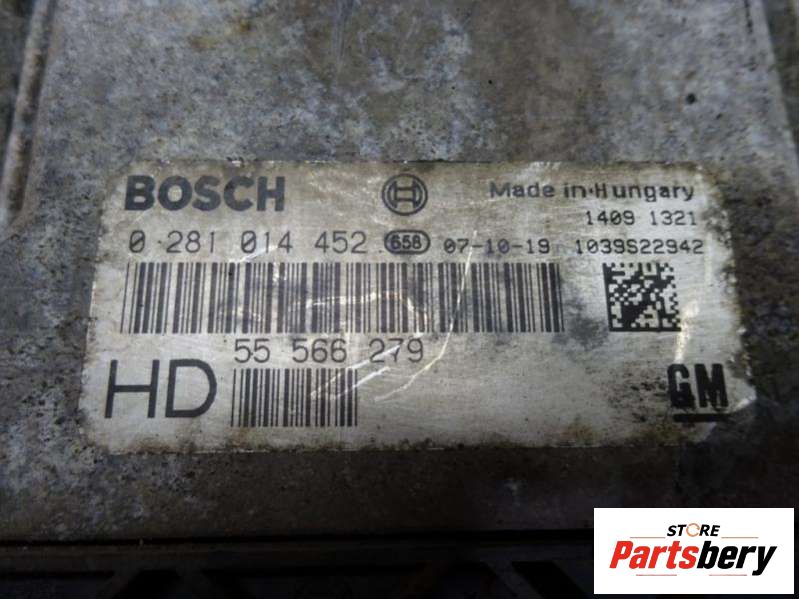 BOSCH Made in Hungary
1409 1321
0 281 014 452 658 07-10-19 1039S22942
55 566 279
HD GM
STORE
Partsbery